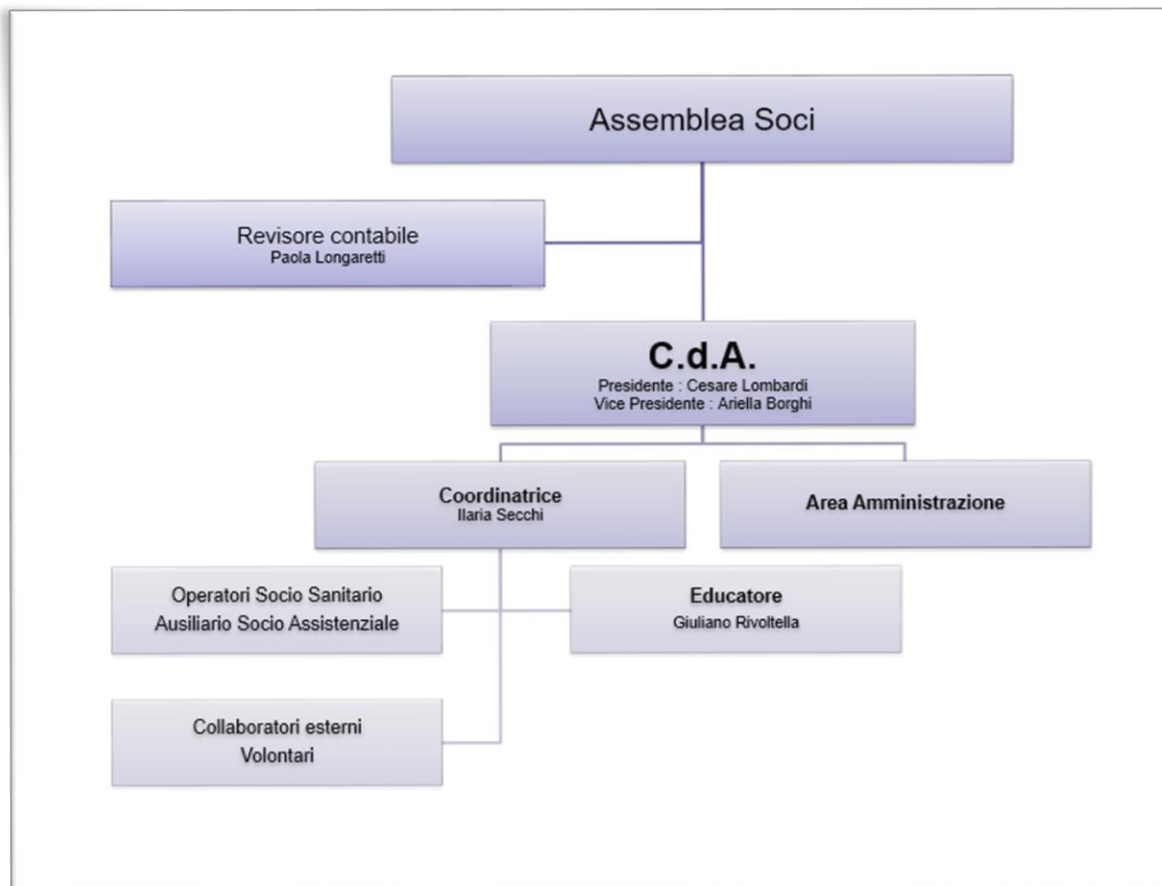 Assemblea Soci
Revisore contabile
Paola Longaretti
C.d.A.
Presidente : Cesare Lombardi
Vice Presidente : Ariella Borghi
Coordinatrice
Ilaria Secchi
Area Amministrazione
Operatori Socio Sanitario
Ausiliario Socio Assistenziale
Educatore
Giuliano Rivoltella
Collaboratori esterni
Volontari